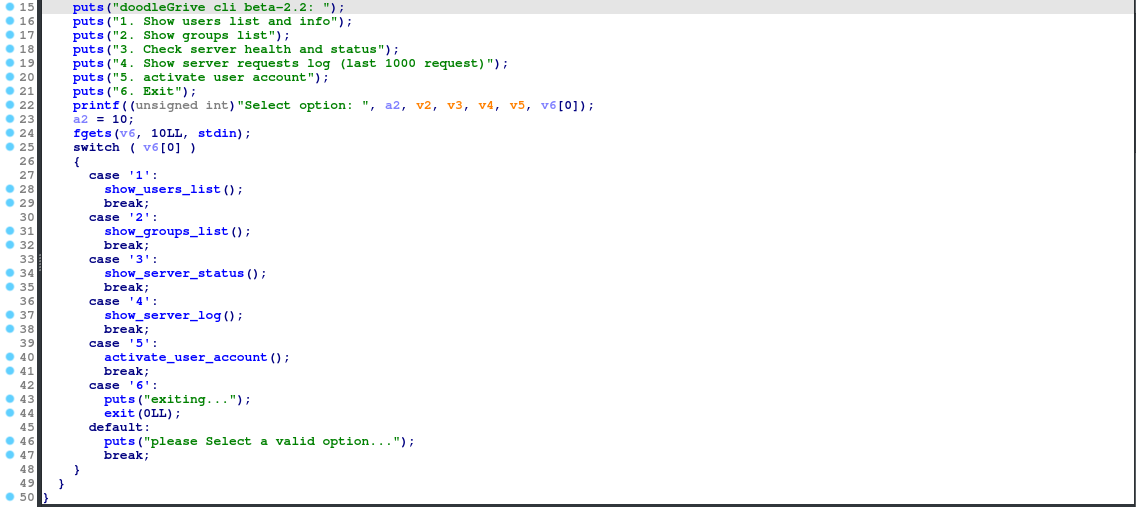 15 puts("doodleGrive cli beta-2.2: ");
16 puts("1. Show users list and info");
17 puts("2. Show groups list");
18 puts("3. Check server health and status");
19 puts("4. Show server requests log (last 1000 request)");
20 puts("5. activate user account");
21 puts("6. Exit");
22 printf((unsigned int)"Select option: ", a2, v2, v3, v4, v5, v6[0]);
23 a2 = 10;
24 fgets(v6, 10LL, stdin);
25 switch ( v6[0] )
26 {
27 case '1':
28 show_users_list();
29 break;
30 case '2':
31 show_groups_list();
32 break;
33 case '3':
34 show_server_status();
35 break;
36 case '4':
37 show_server_log();
38 break;
39 case '5':
40 activate_user_account();
41 break;
42 case '6':
43 puts("exiting...");
44 exit(0LL);
45 default:
46 puts("please Select a valid option...");
47 break;
48 }
49 }
50 }